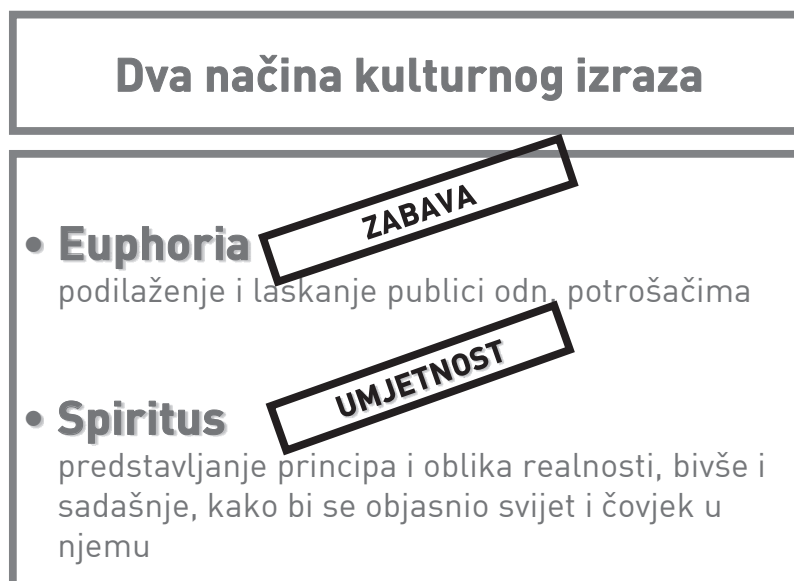 Dva načina kulturnog izraza
ZABAVA
• Euphoria
podilaženje i laskanje publici odn. potrošačima
UMJETNOST
• Spiritus
predstavljanje principa i oblika realnosti, bivše i
sadašnje, kako bi se objasnio svijet i čovjek u
njemu